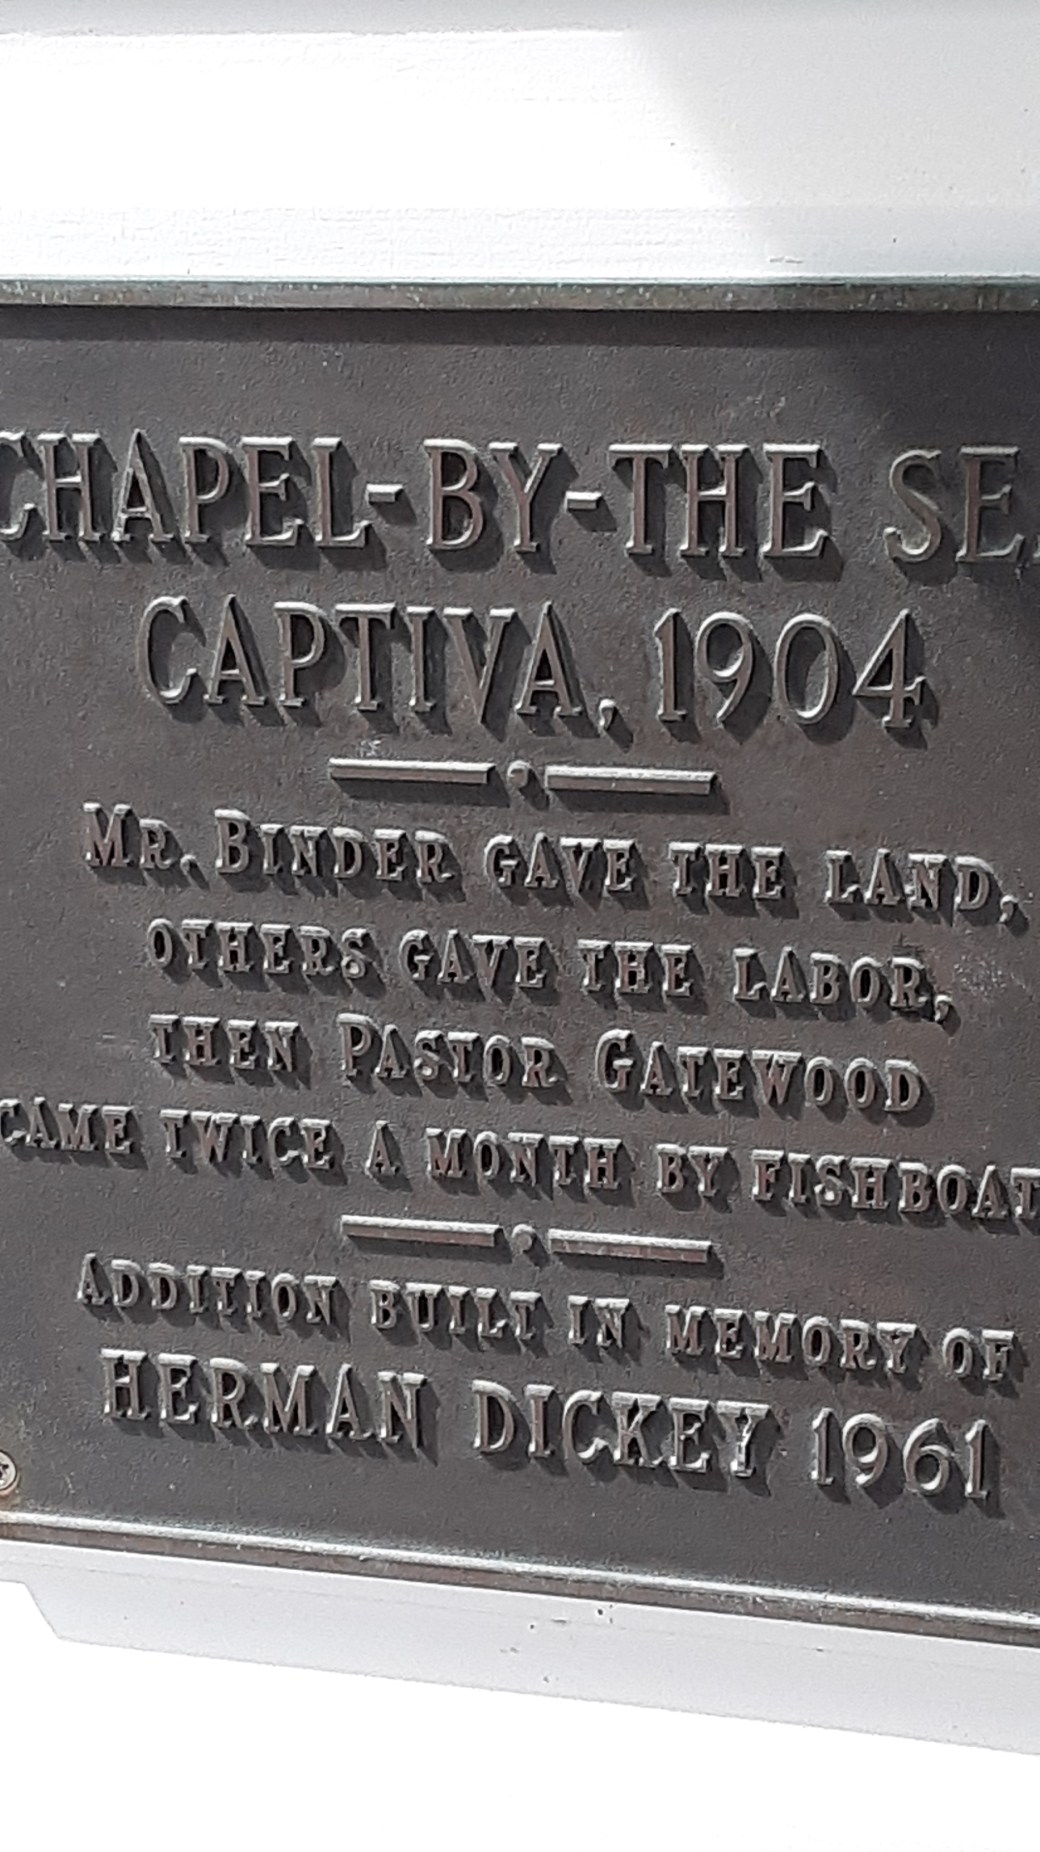 CHAPEL-BY-THE SEA
CAPTIVA, 1904
MR. BINDER GAVE THE LAND,
OTHERS GAVE THE LABOR,
THEN PASTOR GATEWOOD
CAME TWICE A MONTH BY FISHBOAT
ADDITION BUILT IN MEMORY OF
HERMAN DICKEY 1961